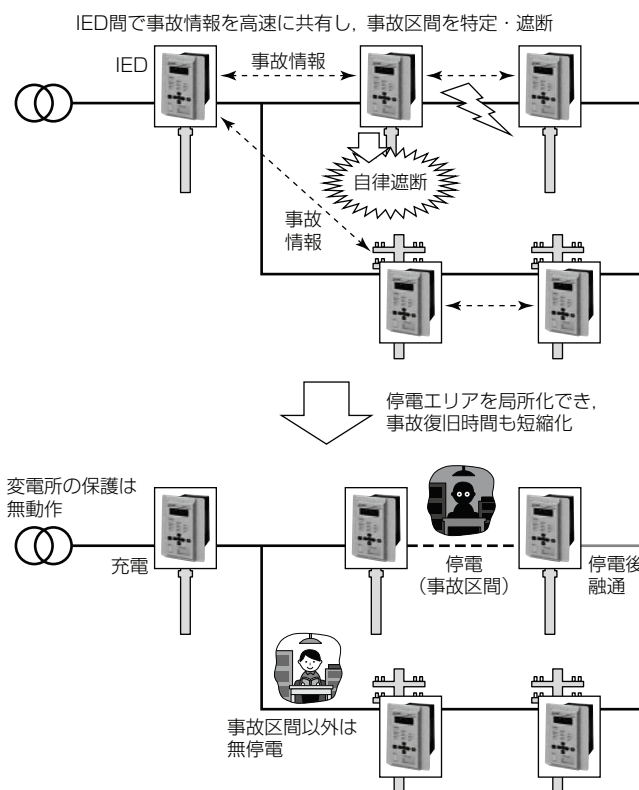 IED間で事故情報を高速に共有し，事故区間を特定・遮断
IED
事故情報
自律遮断
事故
情報
停電エリアを局所化でき，
事故復旧時間も短縮化
変電所の保護は
無動作
充電
停電
（事故区間）
停電後
融通
事故区間以外は
無停電